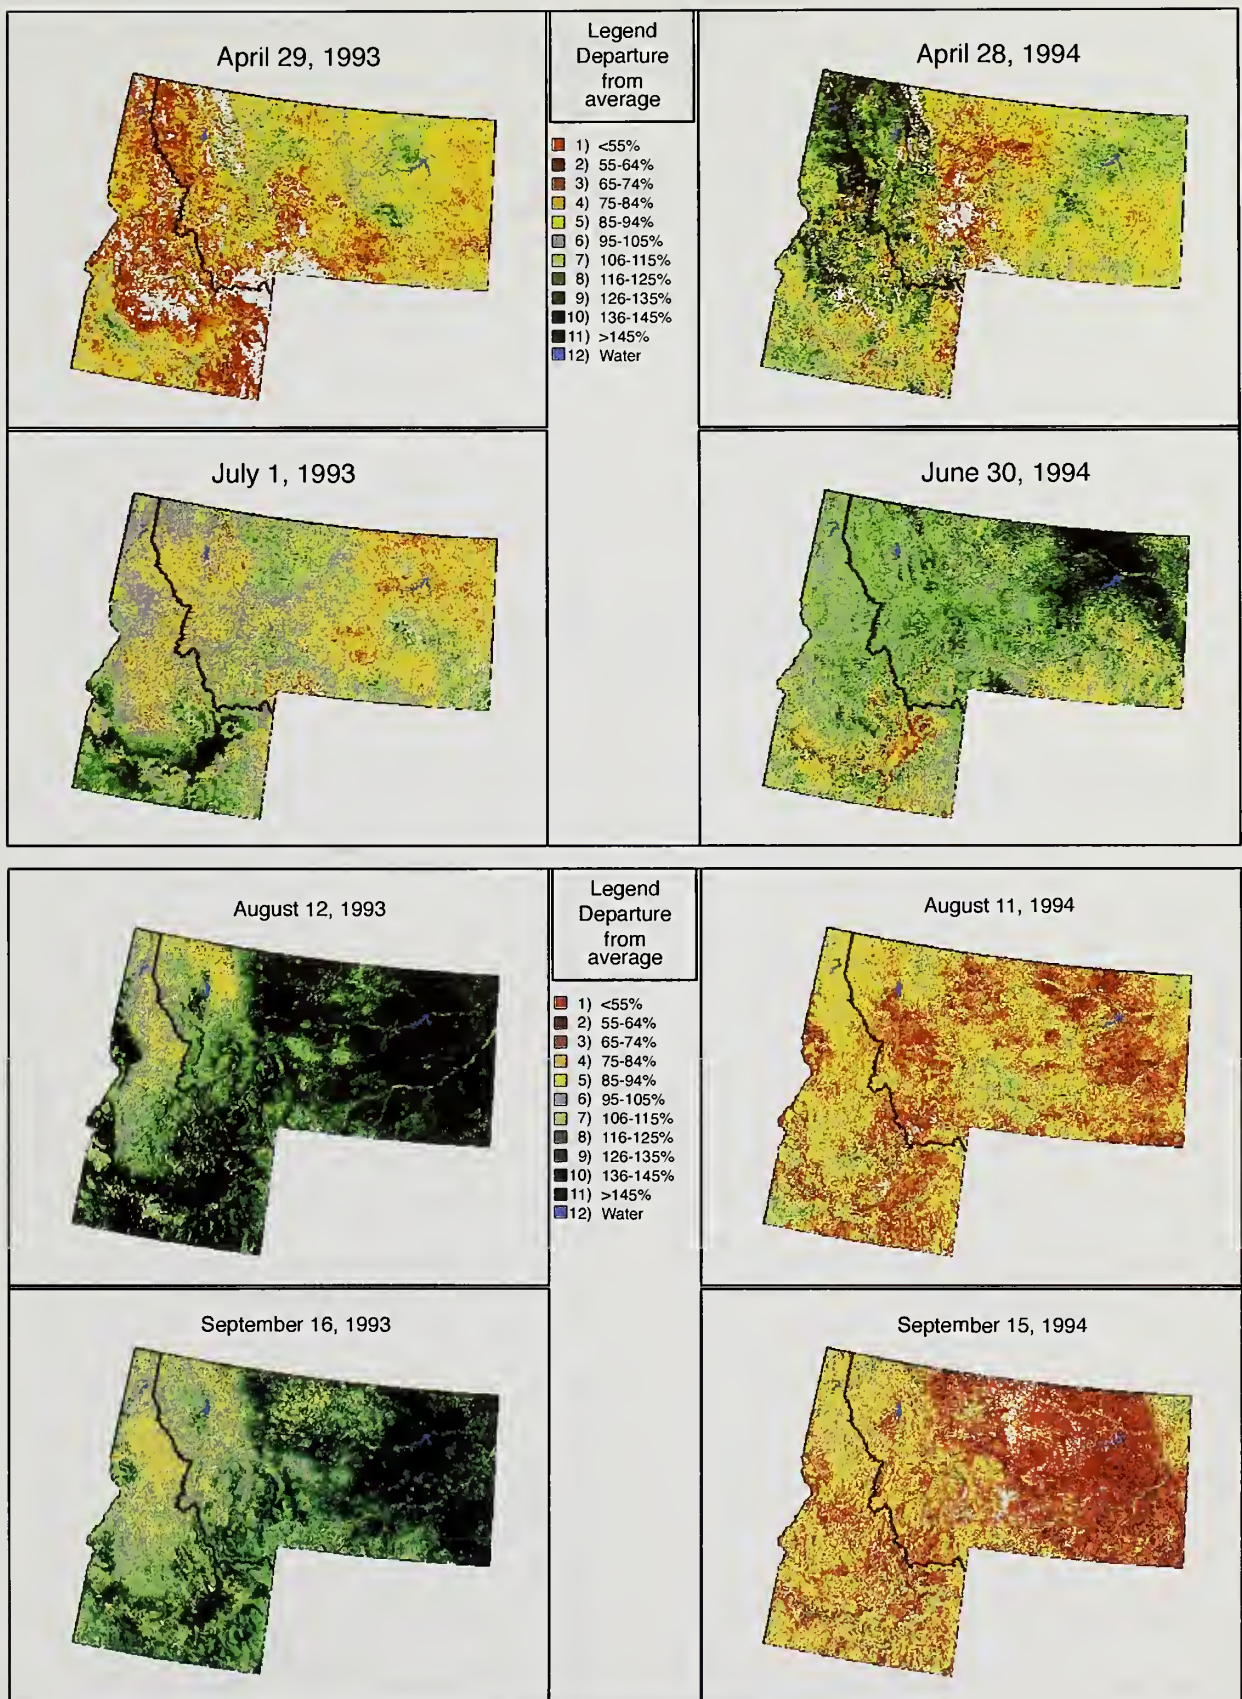 April 29, 1993
Legend
Departure
from
average
1) <55%
2) 55-64%
3) 65-74%
4) 75-84%
5) 85-94%
6) 95-105%
7) 106-115%
8) 116-125%
9) 126-135%
10) 136-145%
11) >145%
12) Water
April 28, 1994
July 1, 1993
June 30, 1994
August 12, 1993
Legend
Departure
from
average
1) <55%
2) 55-64%
3) 65-74%
4) 75-84%
5) 85-94%
6) 95-105%
7) 106-115%
8) 116-125%
9) 126-135%
10) 136-145%
11) >145%
12) Water
August 11, 1994
September 16, 1993
September 15, 1994